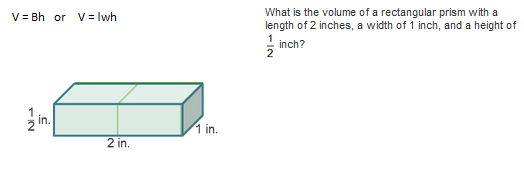 V = Bh or V = lwh
What is the volume of a rectangular prism with a
length of 2 inches, a width of 1 inch, and a height of
1/2 inch?
1/2 in.
1 in.
2 in.